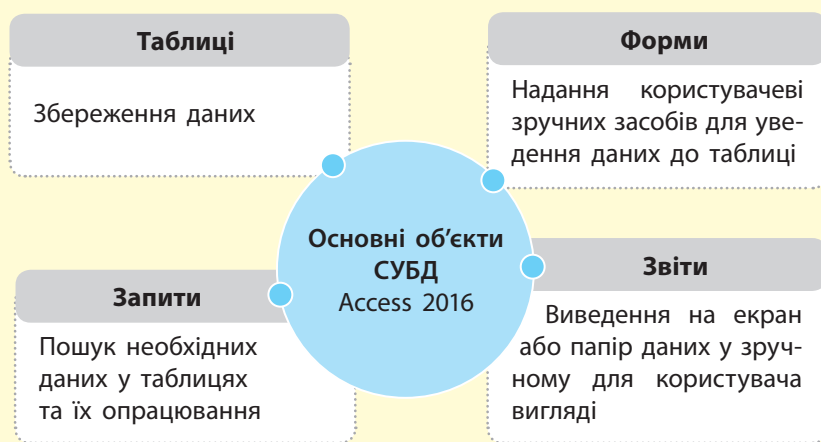 Таблиці
Збереження даних
Форми
Надання користувачеві
зручних засобів для уве-
дення даних до таблиці
Основні об’єкти
СУБД
Access 2016
Запити
Пошук необхідних
даних у таблицях
та їх опрацювання
Звіти
Виведення на екран
або папір даних у зруч-
ному для користувача
вигляді